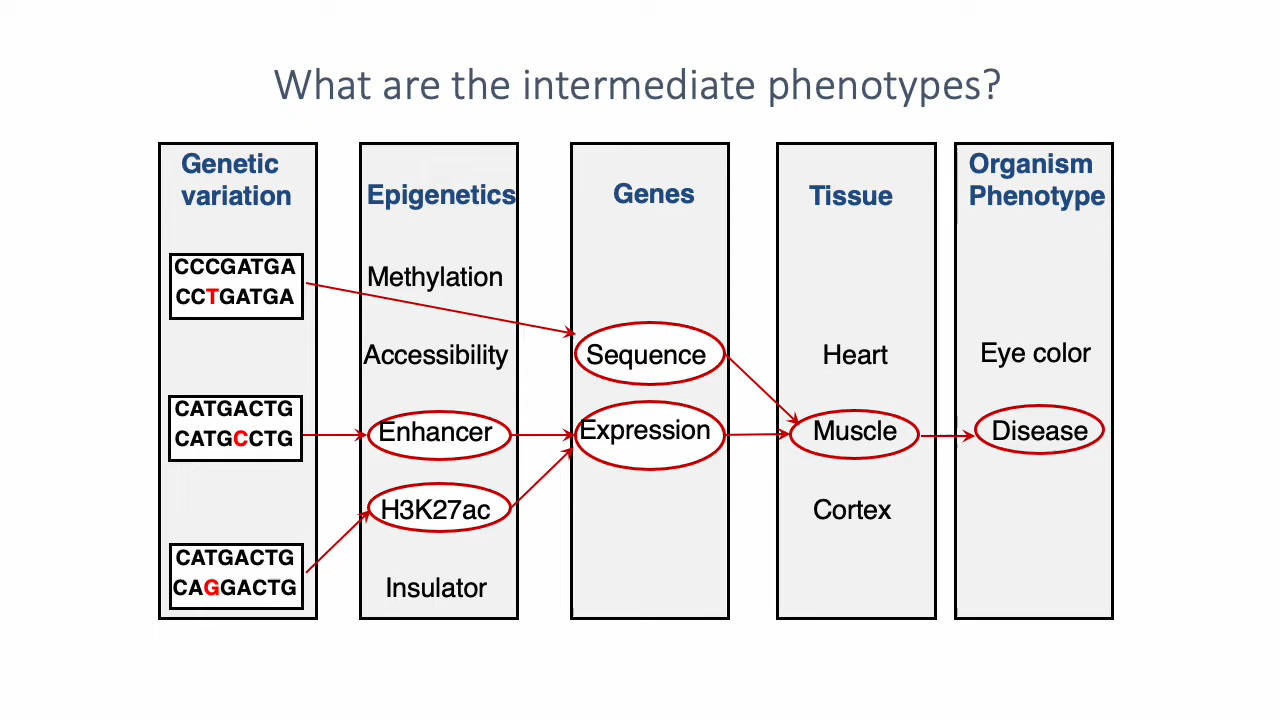 What are the intermediate phenotypes?
Genetic
variation
CCCGATGA
CCTGATGA
CATGACTG
CATGCCTG
CATGACTG
CAGGACTG
Epigenetics
Methylation
Accessibility
Enhancer
H3K27ac
Insulator
Genes
Sequence
Expression
Tissue
Heart
Muscle
Cortex
Organism
Phenotype
Eye color
Disease